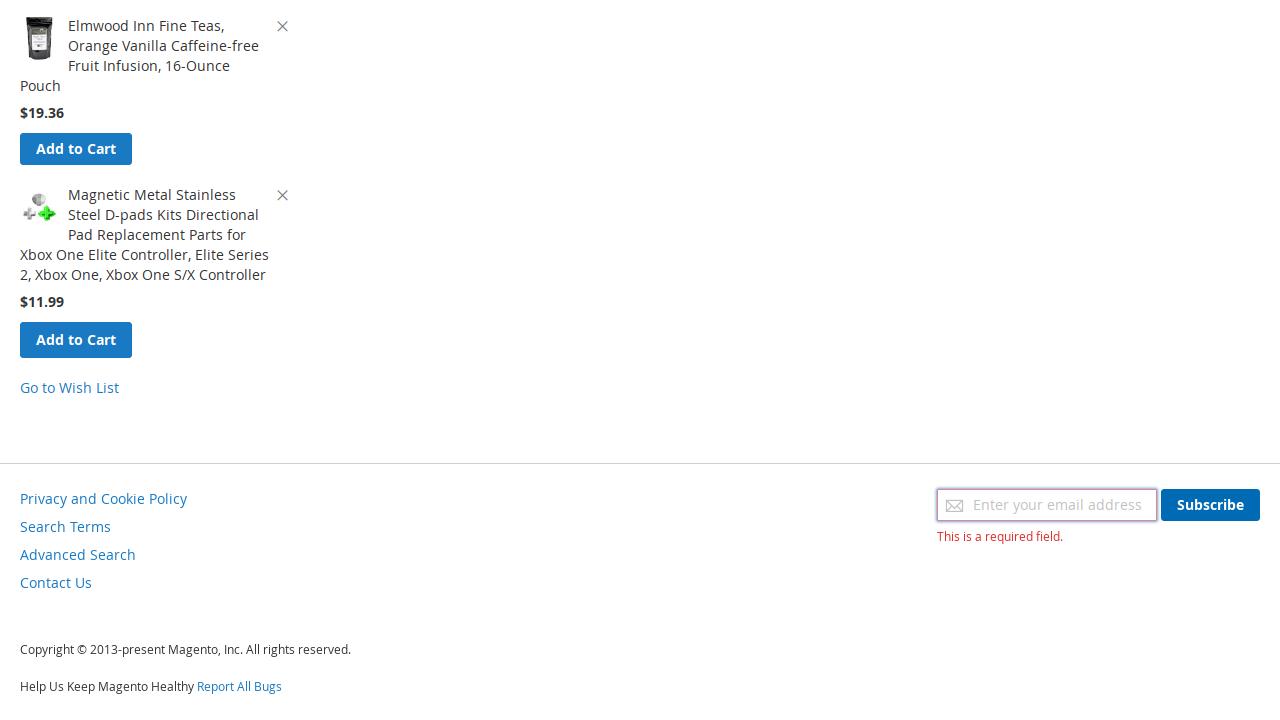 Elmwood Inn Fine Teas,
Orange Vanilla Caffeine-free
Fruit Infusion, 16-Ounce
Pouch
$19.36
Add to Cart
Magnetic Metal Stainless
Steel D-pads Kits Directional
Pad Replacement Parts for
Xbox One Elite Controller, Elite Series
2, Xbox One, Xbox One S/X Controller
$11.99
Add to Cart
Go to Wish List
Privacy and Cookie Policy
Search Terms
Advanced Search
Contact Us
Enter your email address
Subscribe
This is a required field.
Copyright © 2013-present Magento, Inc. All rights reserved.
Help Us Keep Magento Healthy Report All Bugs